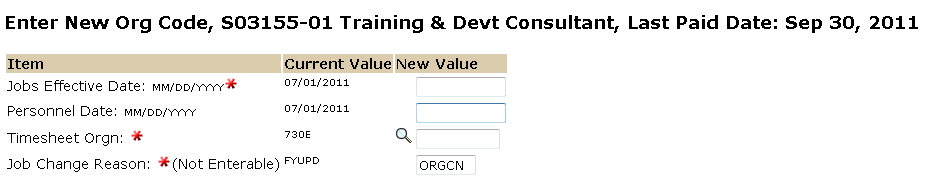 Enter New Org Code, S03155-01 Training & Devt Consultant, Last Paid Date: Sep 30, 2011
Item Current Value New Value
Jobs Effective Date: MM/DD/YYYY* 07/01/2011
Personnel Date: MM/DD/YYYY 07/01/2011
Timesheet Orgn: * 730E
Job Change Reason: *(Not Enterable) FYUPD ORGCN